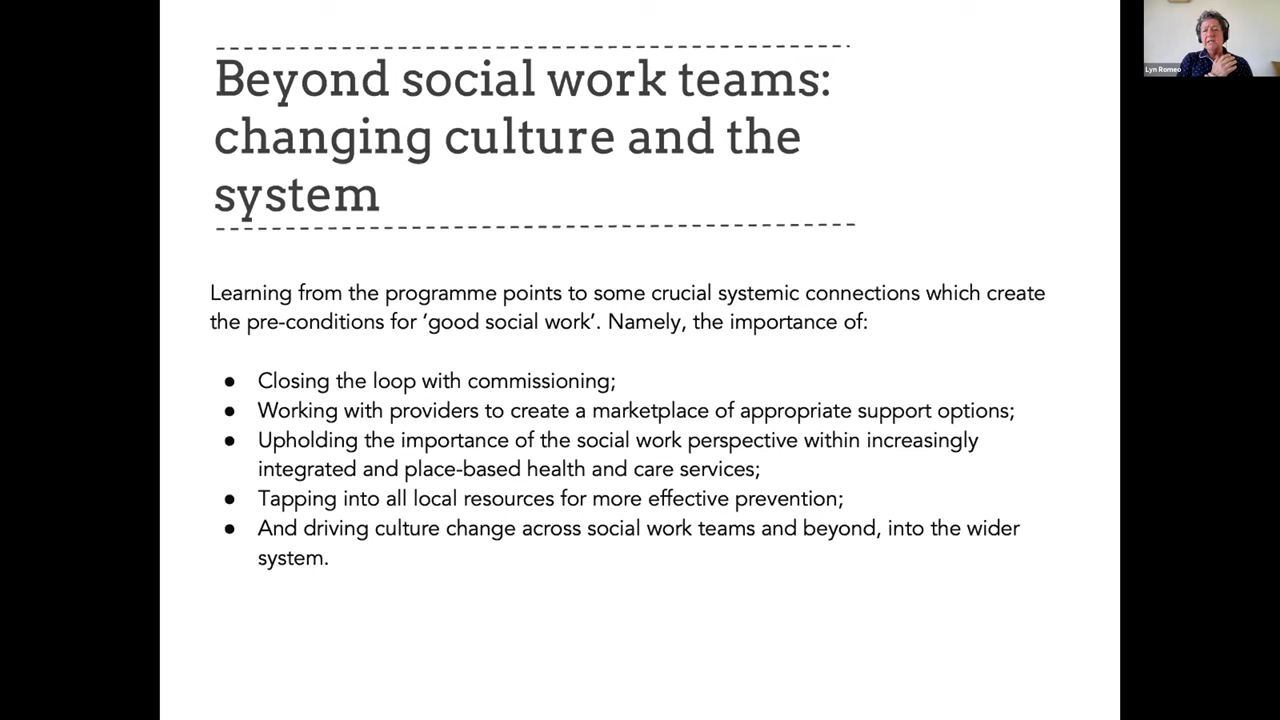 Beyond social work teams:
changing culture and the
system
Learning from the programme points to some crucial systemic connections which create
the pre-conditions for ‘good social work’. Namely, the importance of:
● Closing the loop with commissioning;
● Working with providers to create a marketplace of appropriate support options;
● Upholding the importance of the social work perspective within increasingly
integrated and place-based health and care services;
● Tapping into all local resources for more effective prevention;
● And driving culture change across social work teams and beyond, into the wider
system.
Lyn Romeo